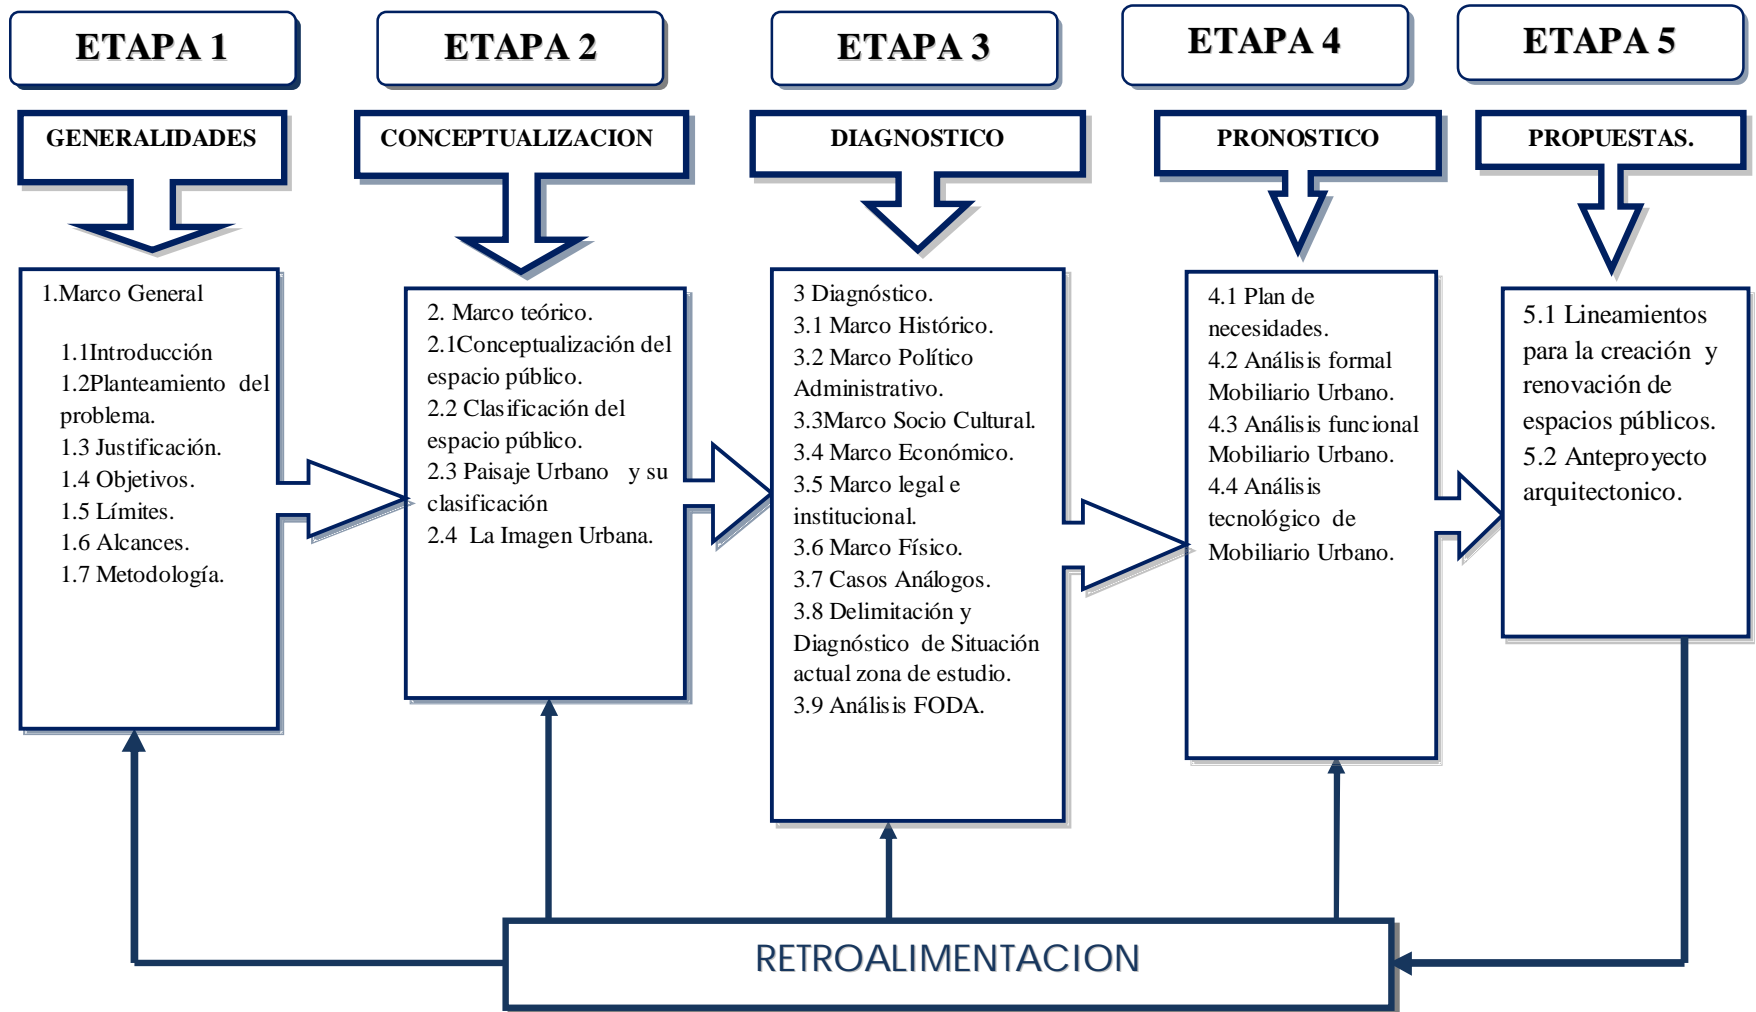 ETAPA 1
ETAPA 2
ETAPA 3
ETAPA 4
ETAPA 5
GENERALIDADES
CONCEPTUALIZACION
DIAGNOSTICO
PRONOSTICO
PROPUESTAS.
1.Marco General
1.1Introducción
1.2Planteamiento del
problema.
1.3 Justificación.
1.4 Objetivos.
1.5 Límites.
1.6 Alcances.
1.7 Metodología.
2. Marco teórico.
2.1Conceptualización del
espacio público.
2.2 Clasificación del
espacio público.
2.3 Paisaje Urbano y su
clasificación
2.4 La Imagen Urbana.
3 Diagnóstico.
3.1 Marco Histórico.
3.2 Marco Político
Administrativo.
3.3Marco Socio Cultural.
3.4 Marco Económico.
3.5 Marco legal e
institucional.
3.6 Marco Físico.
3.7 Casos Análogos.
3.8 Delimitación y
Diagnóstico de Situación
actual zona de estudio.
3.9 Análisis FODA.
4.1 Plan de
necesidades.
4.2 Análisis formal
Mobiliario Urbano.
4.3 Análisis funcional
Mobiliario Urbano.
4.4 Análisis
tecnológico de
Mobiliario Urbano.
5.1 Lineamientos
para la creación y
renovación de
espacios públicos.
5.2 Anteproyecto
arquitectonico.
RETROALIMENTACION